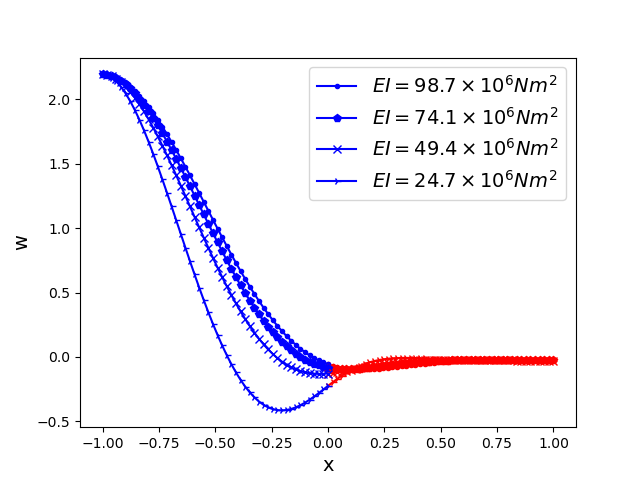 EI = 98.7 × 10⁶Nm²
EI = 74.1 × 10⁶Nm²
EI = 49.4 × 10⁶Nm²
EI = 24.7 × 10⁶Nm²
2.0
1.5
1.0
0.5
0.0
−0.5
w
−1.00 −0.75 −0.50 −0.25 0.00 0.25 0.50 0.75 1.00
x